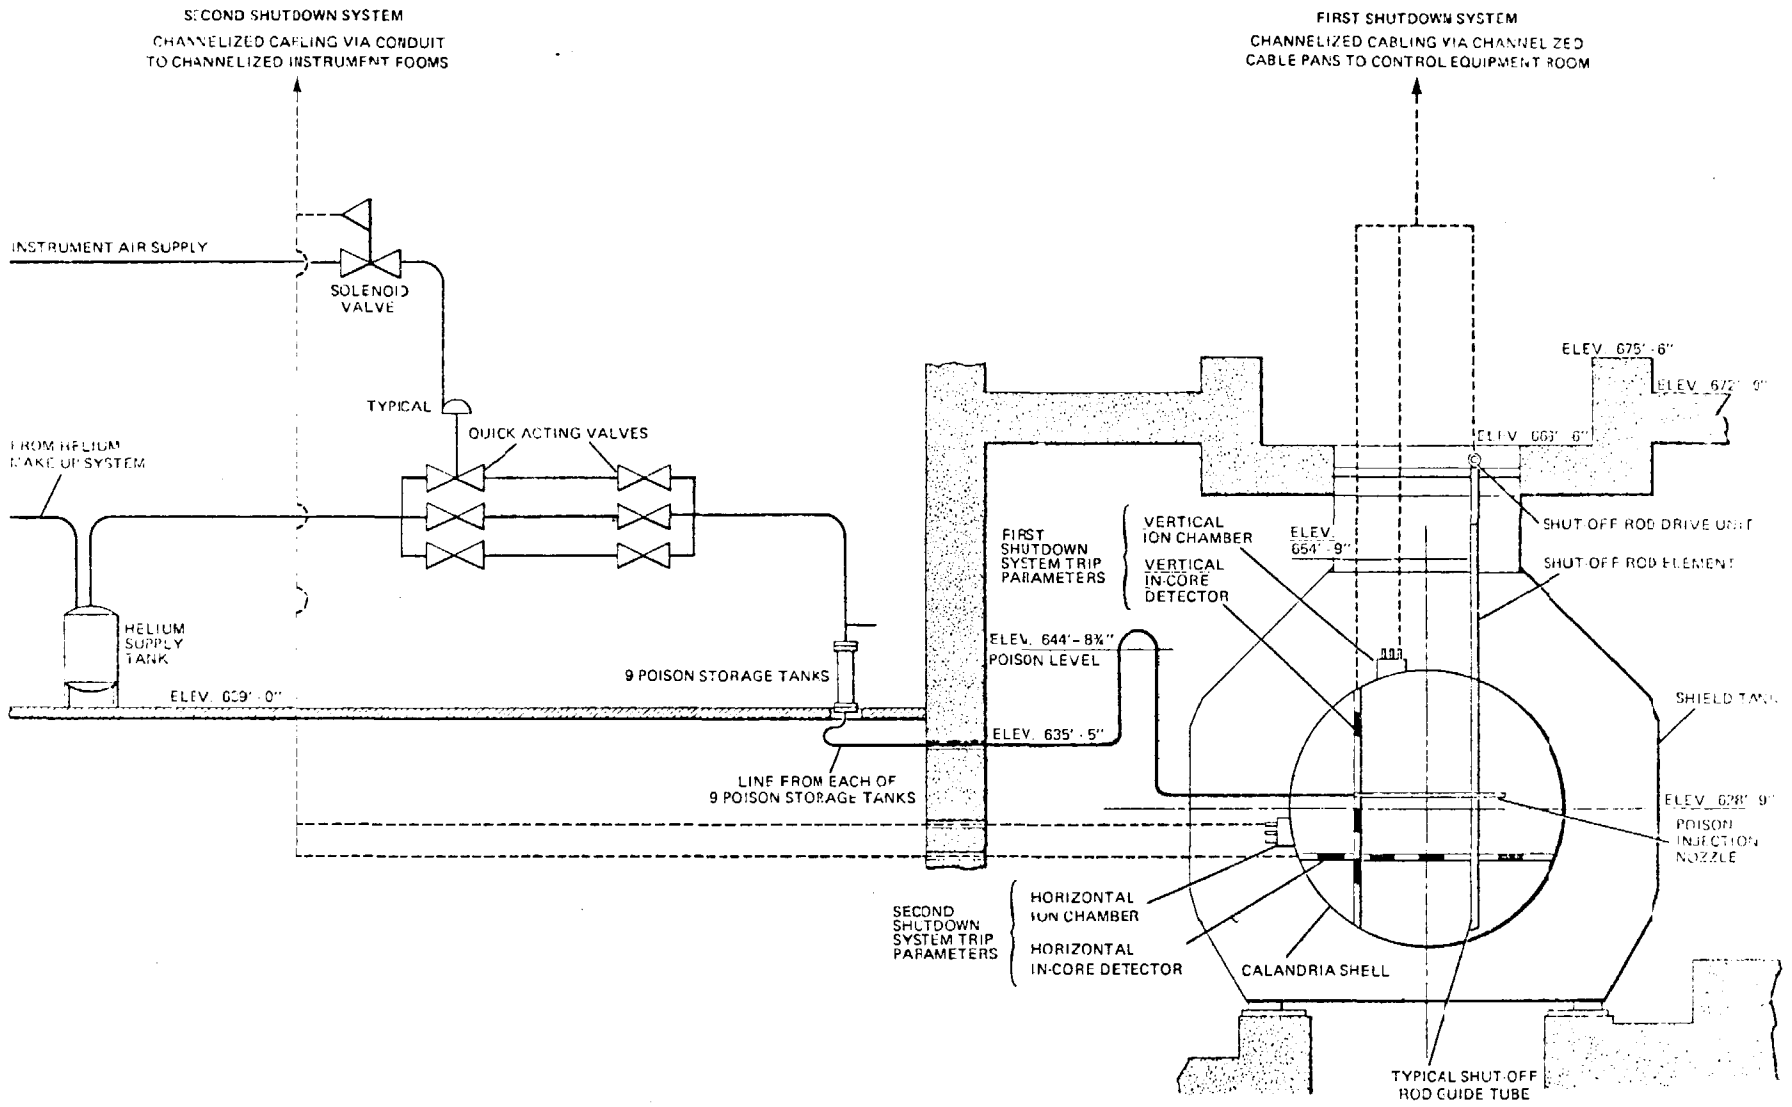 SECOND SHUTDOWN SYSTEM
CHANNELIZED CABLING VIA CONDUIT
TO CHANNELIZED INSTRUMENT ROOMS
FIRST SHUTDOWN SYSTEM
CHANNELIZED CABLING VIA CHANNELIZED
CABLE PANS TO CONTROL EQUIPMENT ROOM
INSTRUMENT AIR SUPPLY
SOLENOID
VALVE
TYPICAL
QUICK ACTING VALVES
FROM HELIUM
MAKE UP SYSTEM
HELIUM
SUPPLY
TANK
ELEV. 639'-0"
9 POISON STORAGE TANKS
LINE FROM EACH OF
9 POISON STORAGE TANKS
ELEV. 675'-6"
ELEV. 672'-9"
ELEV. 666'-6"
FIRST
SHUTDOWN
SYSTEM TRIP
PARAMETERS
VERTICAL
ION CHAMBER
VERTICAL
IN-CORE
DETECTOR
ELEV.
654'-9"
SHUT-OFF ROD DRIVE UNIT
SHUT-OFF ROD ELEMENT
ELEV. 644'-8¾"
POISON LEVEL
ELEV. 635'-5"
SHIELD TANK
ELEV. 628'-9"
POISON
INJECTION
NOZZLE
SECOND
SHUTDOWN
SYSTEM TRIP
PARAMETERS
HORIZONTAL
ION CHAMBER
HORIZONTAL
IN-CORE DETECTOR
CALANDRIA SHELL
TYPICAL SHUT-OFF
ROD GUIDE TUBE